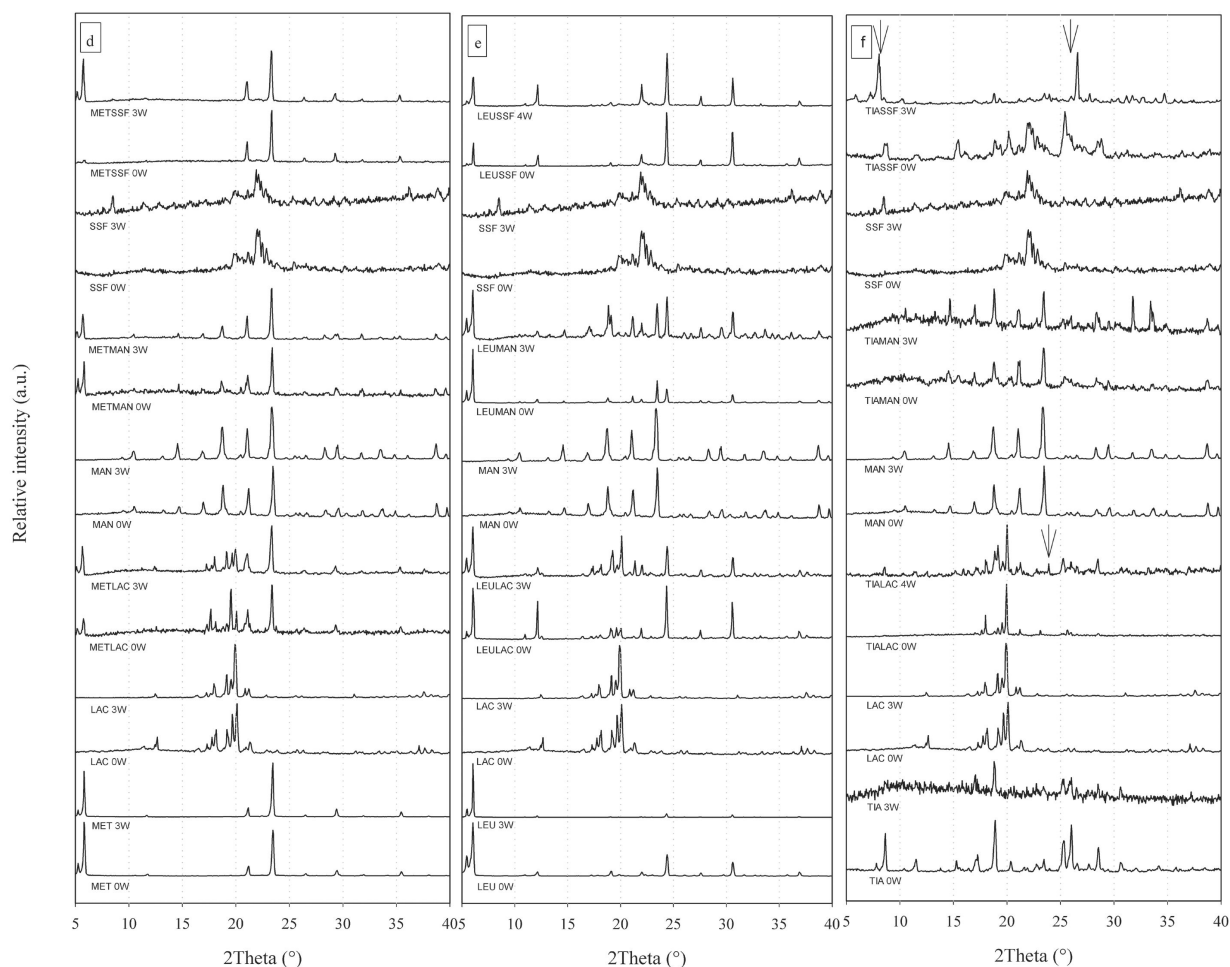 Relative intensity (a.u.)
d
METSSF 3W
METSSF 0W
SSF 3W
SSF 0W
METMAN 3W
METMAN 0W
MAN 3W
MAN 0W
METLAC 3W
METLAC 0W
LAC 3W
LAC 0W
MET 3W
MET 0W
5 10 15 20 25 30 35 40
2Theta (°)
e
LEUSSF 4W
LEUSSF 0W
SSF 3W
SSF 0W
LEUMAN 3W
LEUMAN 0W
MAN 3W
MAN 0W
LEULAC 3W
LEULAC 0W
LAC 3W
LAC 0W
LEU 3W
LEU 0W
5 10 15 20 25 30 35 40
2Theta (°)
f
TIASSF 3W
TIASSF 0W
SSF 3W
SSF 0W
TIAMAN 3W
TIAMAN 0W
MAN 3W
MAN 0W
TIALAC 4W
TIALAC 0W
LAC 3W
LAC 0W
TIA 3W
TIA 0W
5 10 15 20 25 30 35 40
2Theta (°)